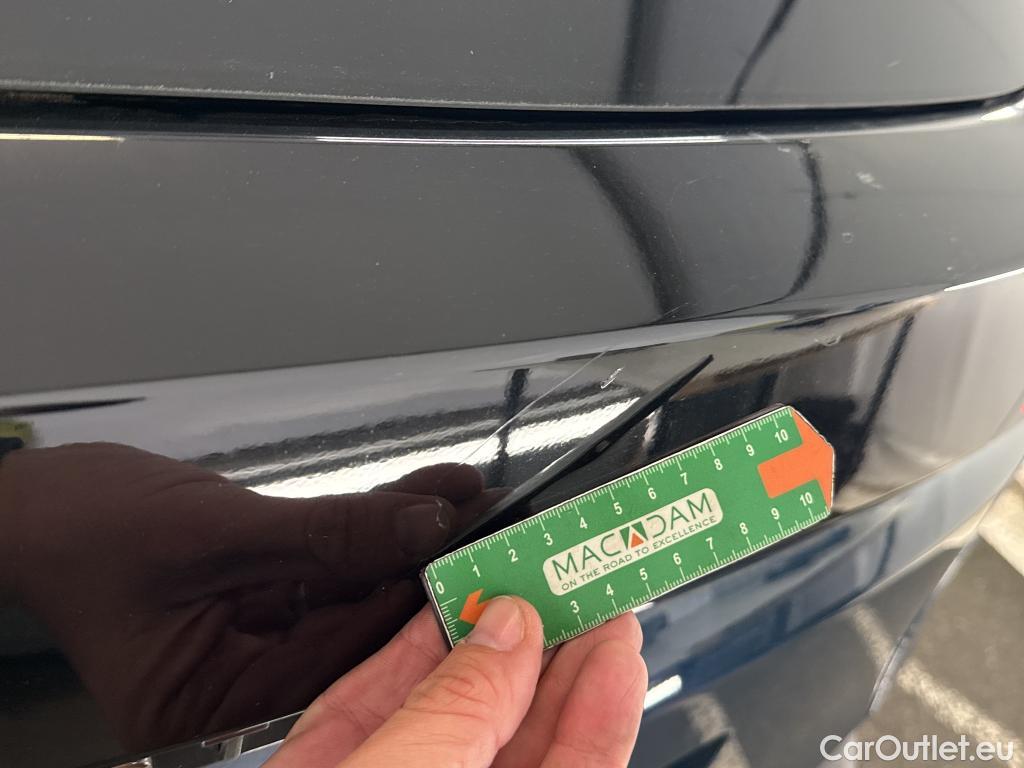 0 1 2 3 4 5 6 7 8 9 10
MACADAM
ON THE ROAD TO EXCELLENCE
3 4 5 6 7 8 9 10
CarOutlet.eu